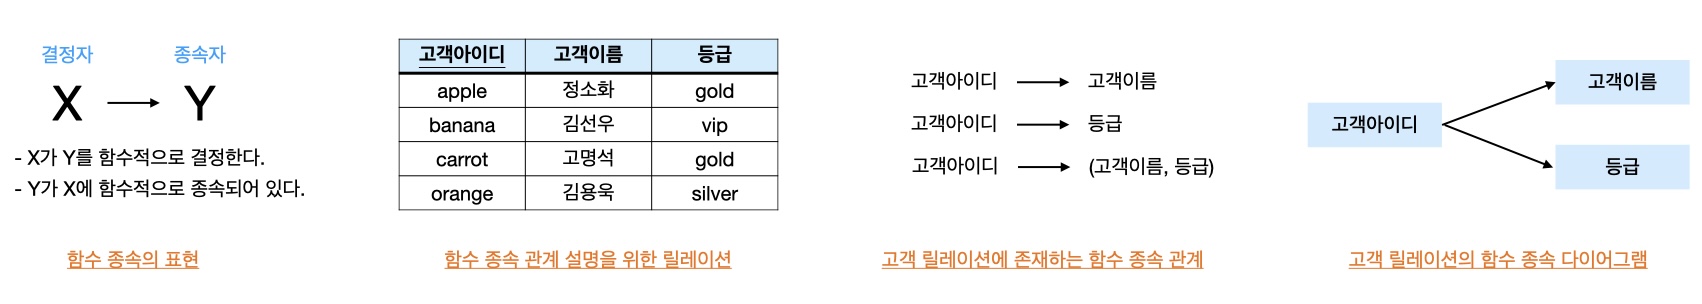 결정자 종속자
X → Y
- X가 Y를 함수적으로 결정한다.
- Y가 X에 함수적으로 종속되어 있다.
함수 종속의 표현
고객아이디 고객이름 등급
apple 정소화 gold
banana 김선우 vip
carrot 고명석 gold
orange 김용욱 silver
함수 종속 관계 설명을 위한 릴레이션
고객아이디 → 고객이름
고객아이디 → 등급
고객아이디 → (고객이름, 등급)
고객 릴레이션에 존재하는 함수 종속 관계
고객아이디
고객이름
등급
고객 릴레이션의 함수 종속 다이어그램